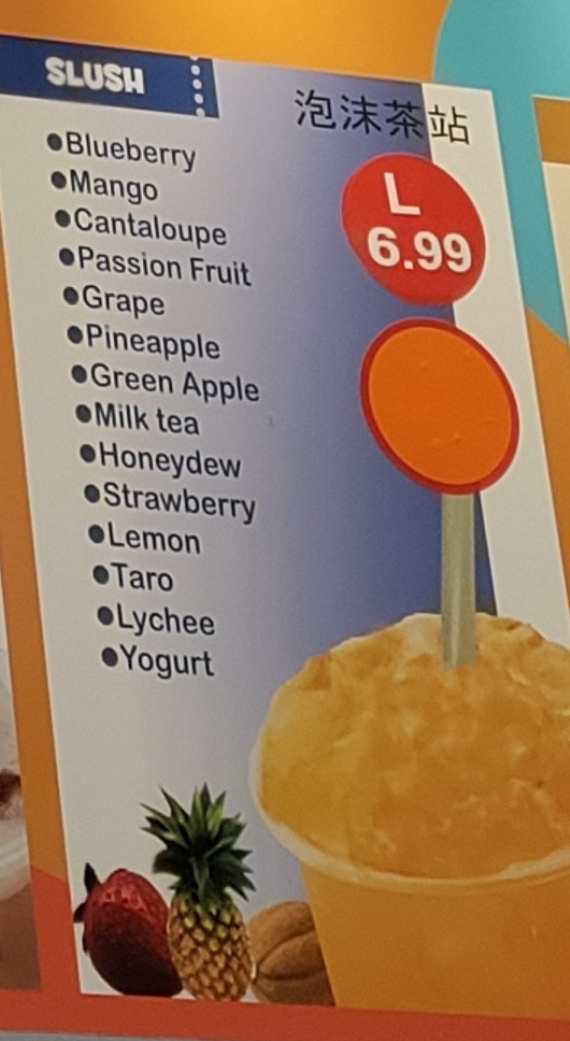 SLUSH
泡沫茶站
●Blueberry
●Mango
●Cantaloupe
●Passion Fruit
●Grape
●Pineapple
●Green Apple
●Milk tea
●Honeydew
●Strawberry
●Lemon
●Taro
●Lychee
●Yogurt
L
6.99